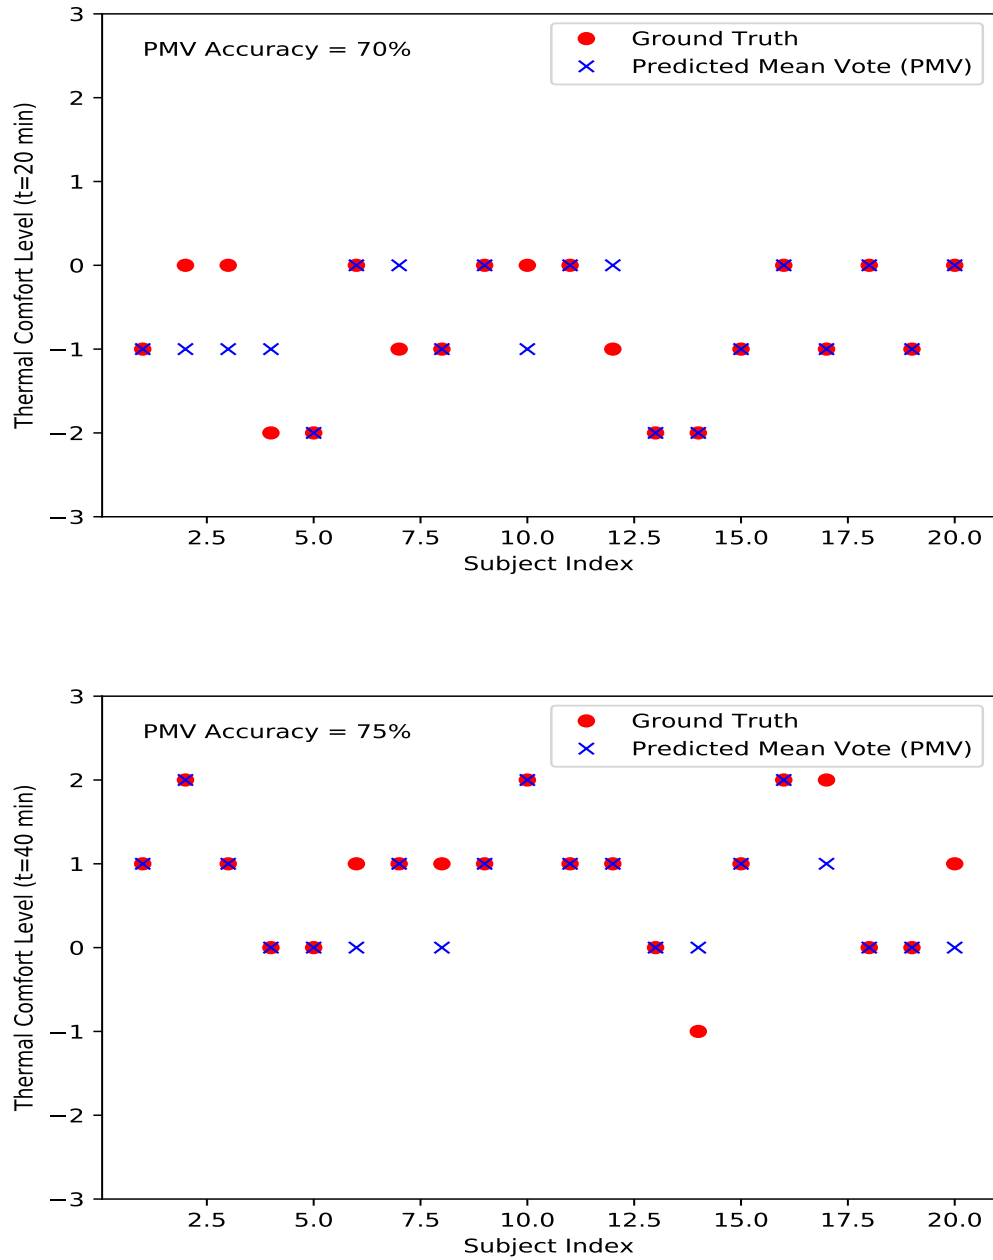 3
PMV Accuracy = 70%
Ground Truth
Predicted Mean Vote (PMV)
2
1
0
−1
−2
−3
Thermal Comfort Level (t=20 min)
2.5 5.0 7.5 10.0 12.5 15.0 17.5 20.0
Subject Index
3
PMV Accuracy = 75%
Ground Truth
Predicted Mean Vote (PMV)
2
1
0
−1
−2
−3
Thermal Comfort Level (t=40 min)
2.5 5.0 7.5 10.0 12.5 15.0 17.5 20.0
Subject Index